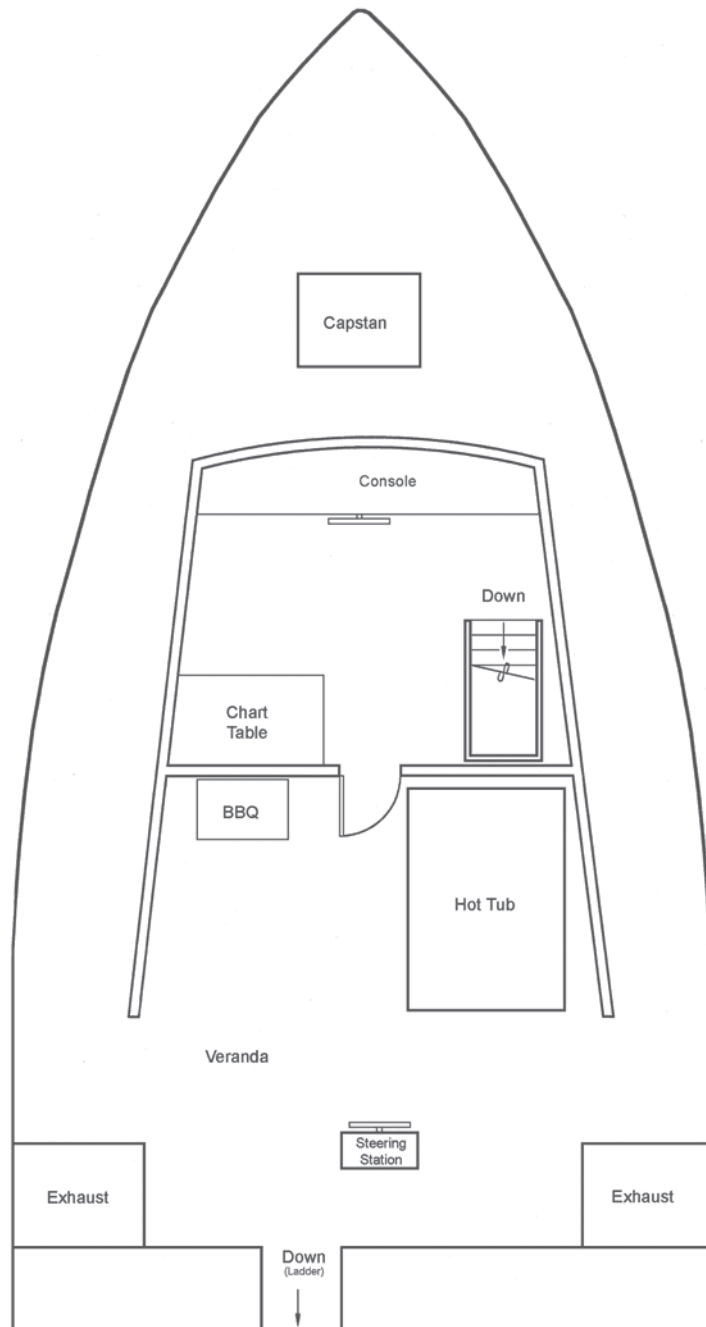 Capstan
Console
Down
Chart
Table
BBQ
Hot Tub
Veranda
Steering
Station
Exhaust
Exhaust
Down
(Ladder)